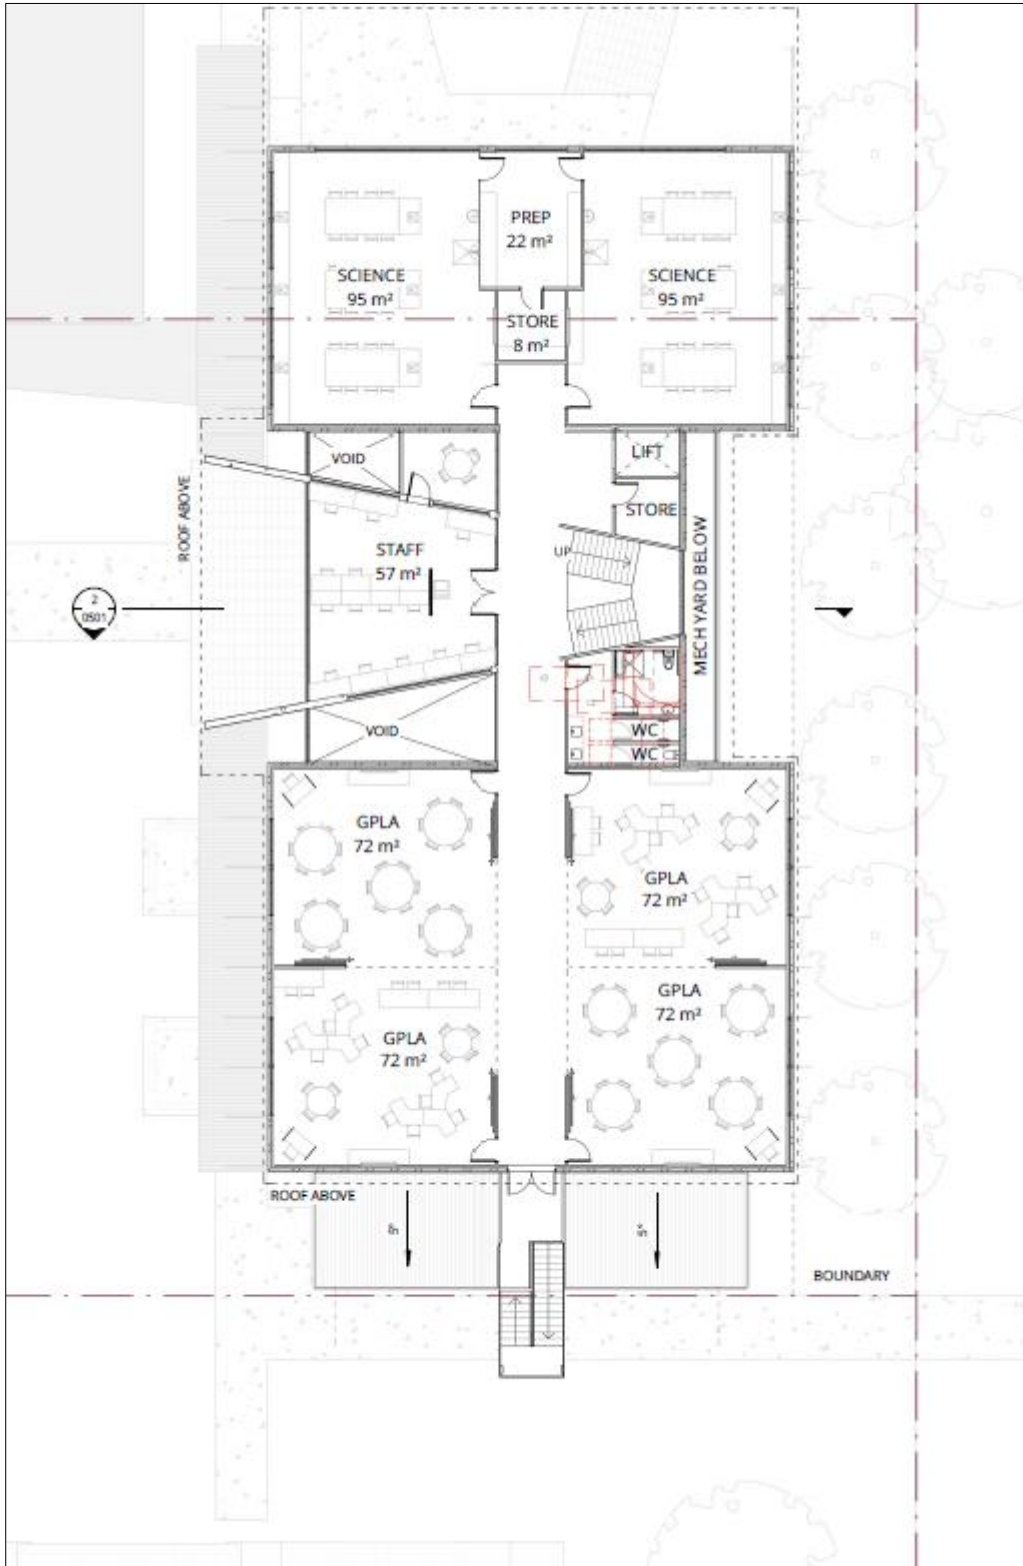 PREP
22 m²
SCIENCE
95 m²
SCIENCE
95 m²
STORE
8 m²
VOID
LIFT
STORE
ROOF ABOVE
STAFF
57 m²
UP
MECH YARD BELOW
2
0501
VOID
WC
WC
GPLA
72 m²
GPLA
72 m²
GPLA
72 m²
GPLA
72 m²
ROOF ABOVE
5°
5°
BOUNDARY